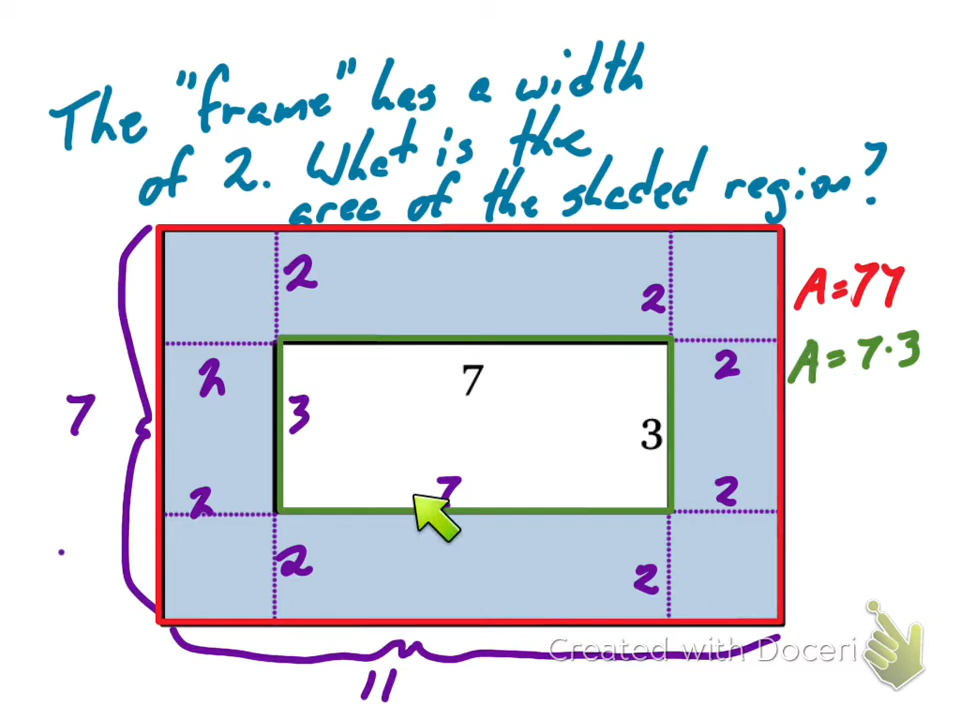 The "frame" has a width
of 2. What is the
area of the shaded region?
2 2
A=77
2 7 2
A=7·3
7 3 3
2 7 2
2 2
Created with Doceri
11